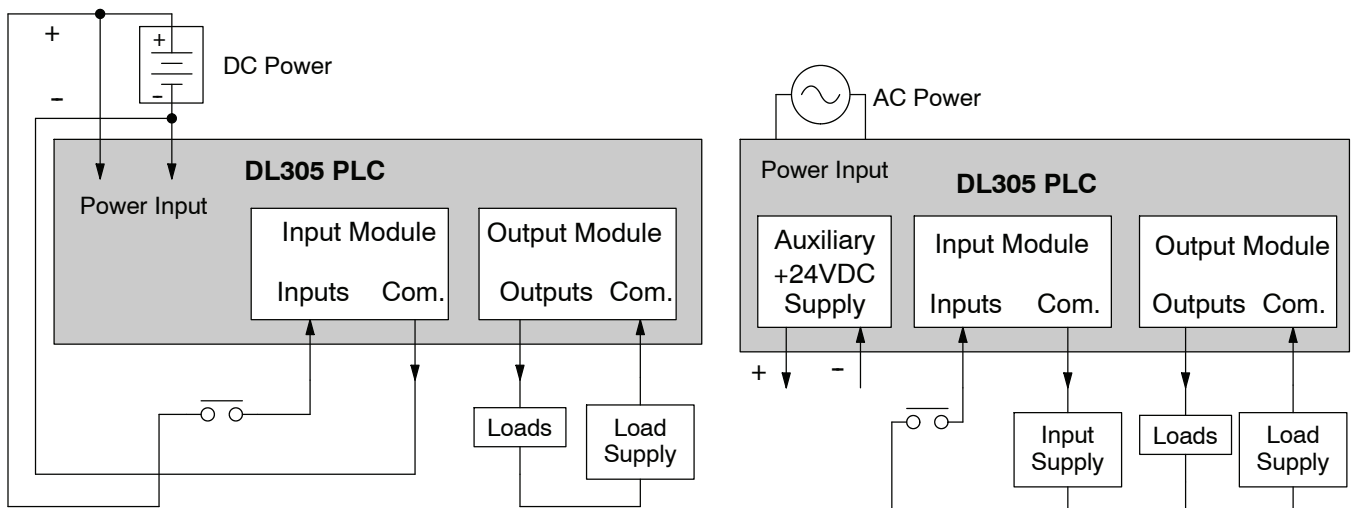 +
+
DC Power
−
−
DL305 PLC
Power Input
Input Module
Inputs Com.
Output Module
Outputs Com.
Loads
Load
Supply
AC Power
Power Input
DL305 PLC
Auxiliary
+24VDC
Supply
Input Module
Inputs Com.
Output Module
Outputs Com.
+
−
Input
Supply
Loads
Load
Supply